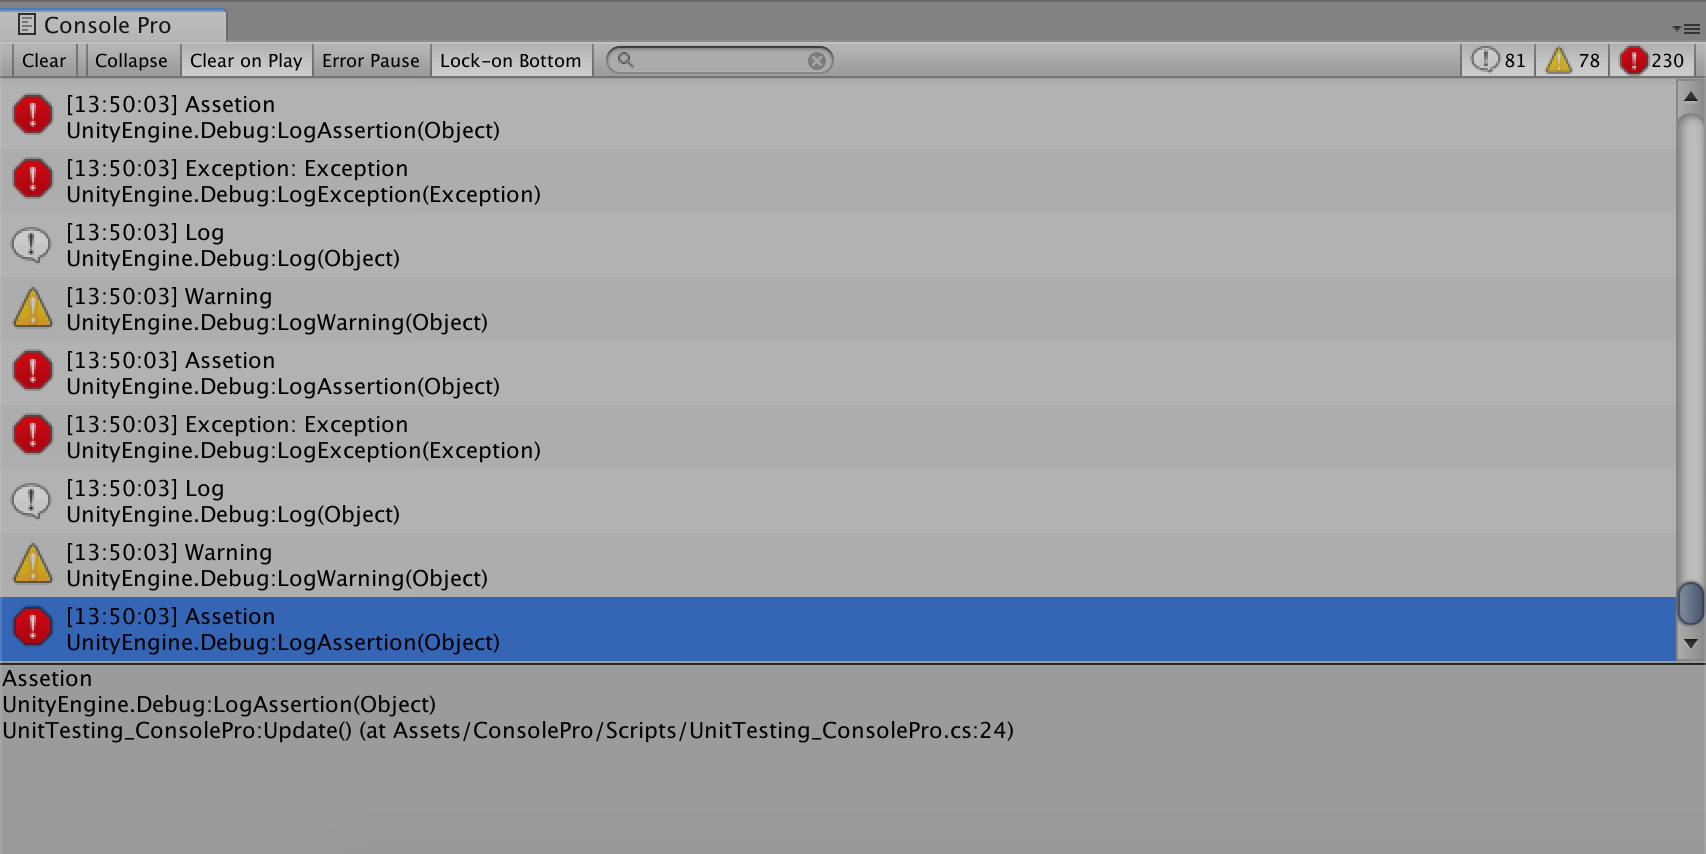 Console Pro
Clear Collapse Clear on Play Error Pause Lock-on Bottom 81 78 230
[13:50:03] Assetion
UnityEngine.Debug:LogAssertion(Object)
[13:50:03] Exception: Exception
UnityEngine.Debug:LogException(Exception)
[13:50:03] Log
UnityEngine.Debug:Log(Object)
[13:50:03] Warning
UnityEngine.Debug:LogWarning(Object)
[13:50:03] Assetion
UnityEngine.Debug:LogAssertion(Object)
[13:50:03] Exception: Exception
UnityEngine.Debug:LogException(Exception)
[13:50:03] Log
UnityEngine.Debug:Log(Object)
[13:50:03] Warning
UnityEngine.Debug:LogWarning(Object)
[13:50:03] Assetion
UnityEngine.Debug:LogAssertion(Object)
Assetion
UnityEngine.Debug:LogAssertion(Object)
UnitTesting_ConsolePro:Update() (at Assets/ConsolePro/Scripts/UnitTesting_ConsolePro.cs:24)